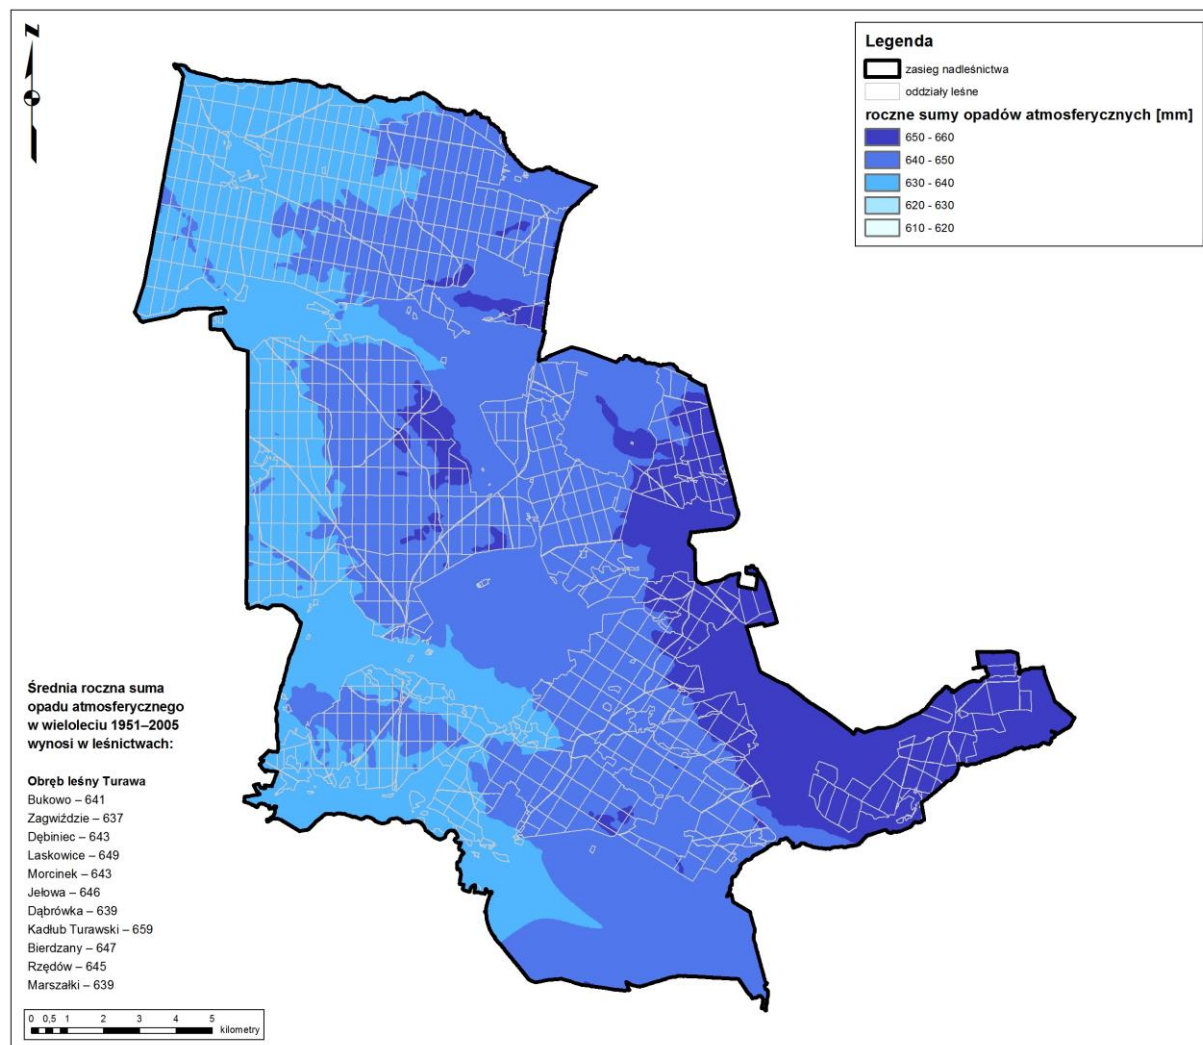 N
Legenda
zasieg nadleśnictwa
oddziały leśne
roczne sumy opadów atmosferycznych [mm]
650 - 660
640 - 650
630 - 640
620 - 630
610 - 620
Średnia roczna suma
opadu atmosferycznego
w wieloleciu 1951–2005
wynosi w leśnictwach:
Obręb leśny Turawa
Bukowo – 641
Zagwiździe – 637
Dębiniec – 643
Laskowice – 649
Morcinek – 643
Jełowa – 646
Dąbrówka – 639
Kadłub Turawski – 659
Bierdzany – 647
Rzędów – 645
Marszałki – 639
0 0,5 1 2 3 4 5
kilometry